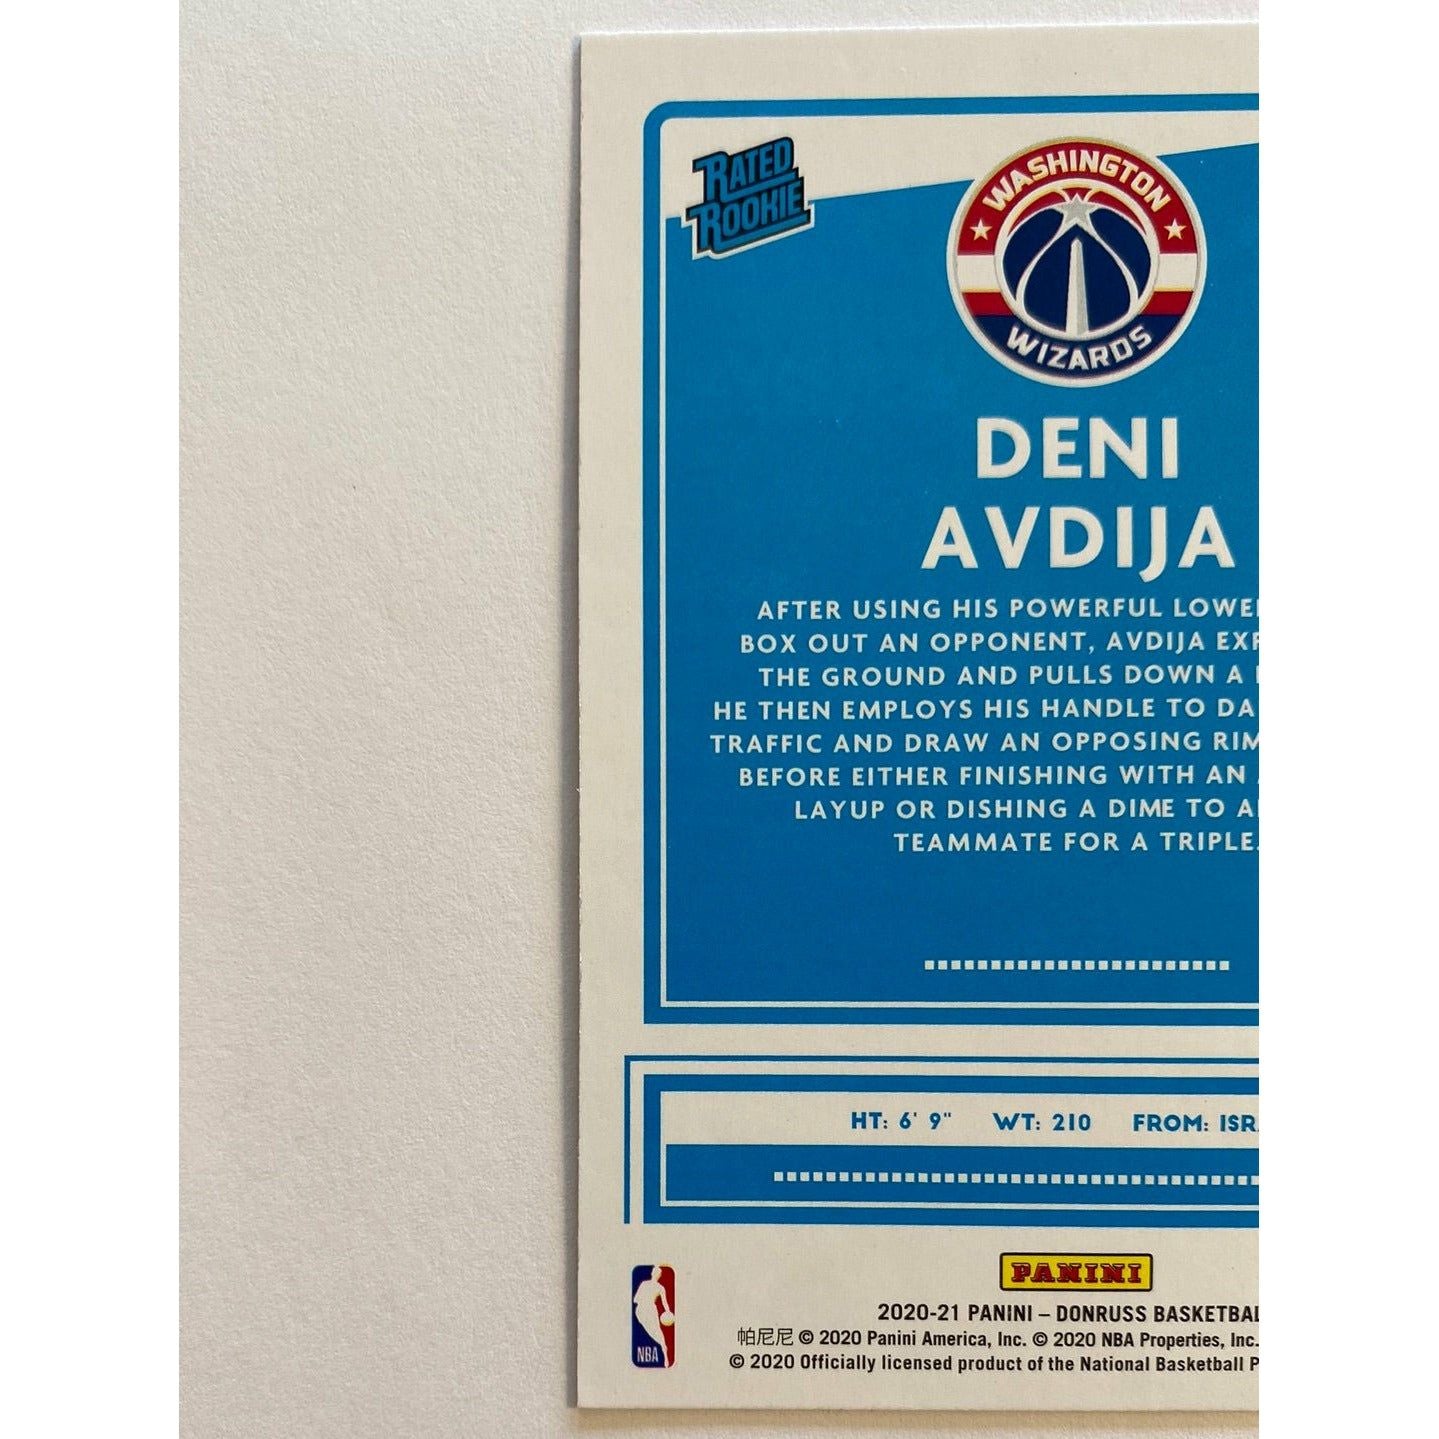 RATED
ROOKIE
WASHINGTON
WIZARDS
DENI
AVDIJA
AFTER USING HIS POWERFUL LOWE
BOX OUT AN OPPONENT, AVDIJA EXP
THE GROUND AND PULLS DOWN A
HE THEN EMPLOYS HIS HANDLE TO DA
TRAFFIC AND DRAW AN OPPOSING RIM
BEFORE EITHER FINISHING WITH AN
LAYUP OR DISHING A DIME TO A
TEAMMATE FOR A TRIPLE.
HT: 6' 9" WT: 210 FROM: ISR
PANINI
2020-21 PANINI – DONRUSS BASKETBAL
帕尼尼 © 2020 Panini America, Inc. © 2020 NBA Properties, Inc.
© 2020 Officially licensed product of the National Basketball P
NBA